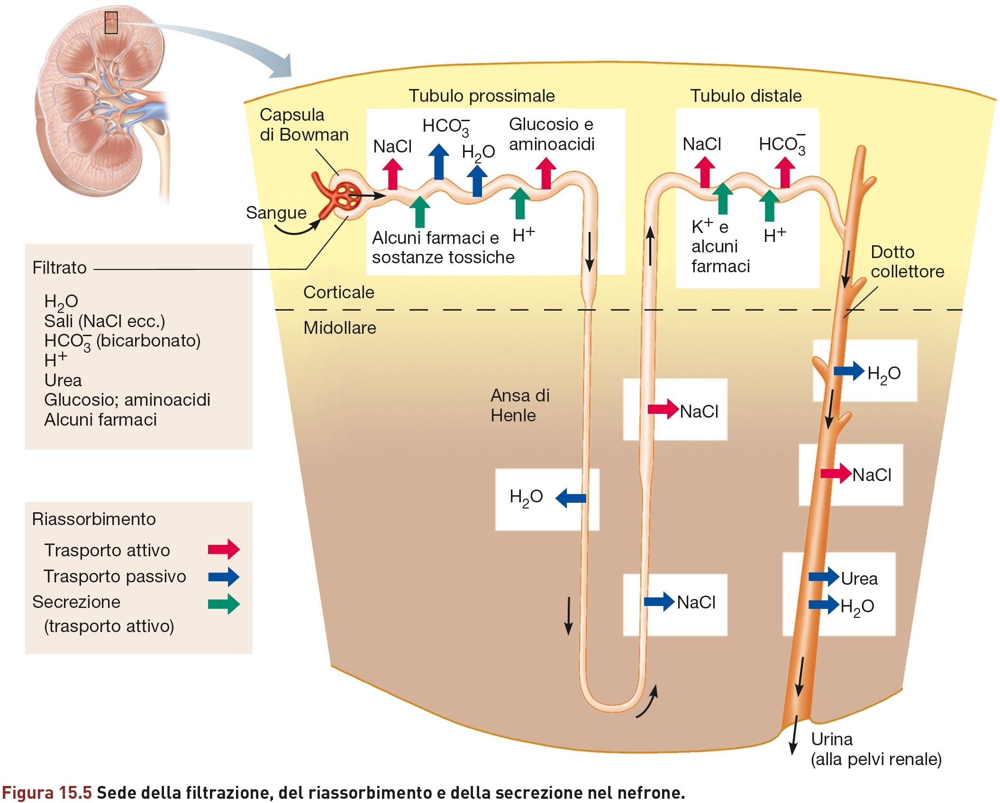 Tubulo prossimale
Tubulo distale
Capsula
di Bowman
NaCl
HCO₃⁻
H₂O
Glucosio e
aminoacidi
NaCl
HCO₃⁻
Sangue
Alcuni farmaci e
sostanze tossiche
H⁺
K⁺ e
alcuni
farmaci
H⁺
Dotto
collettore
Filtrato
H₂O
Sali (NaCl ecc.)
HCO₃⁻ (bicarbonato)
H⁺
Urea
Glucosio; aminoacidi
Alcuni farmaci
Corticale
Midollare
Ansa di
Henle
H₂O
NaCl
NaCl
H₂O
NaCl
Urea
H₂O
Riassorbimento
Trasporto attivo
Trasporto passivo
Secrezione
(trasporto attivo)
Urina
(alla pelvi renale)
Figura 15.5 Sede della filtrazione, del riassorbimento e della secrezione nel nefrone.